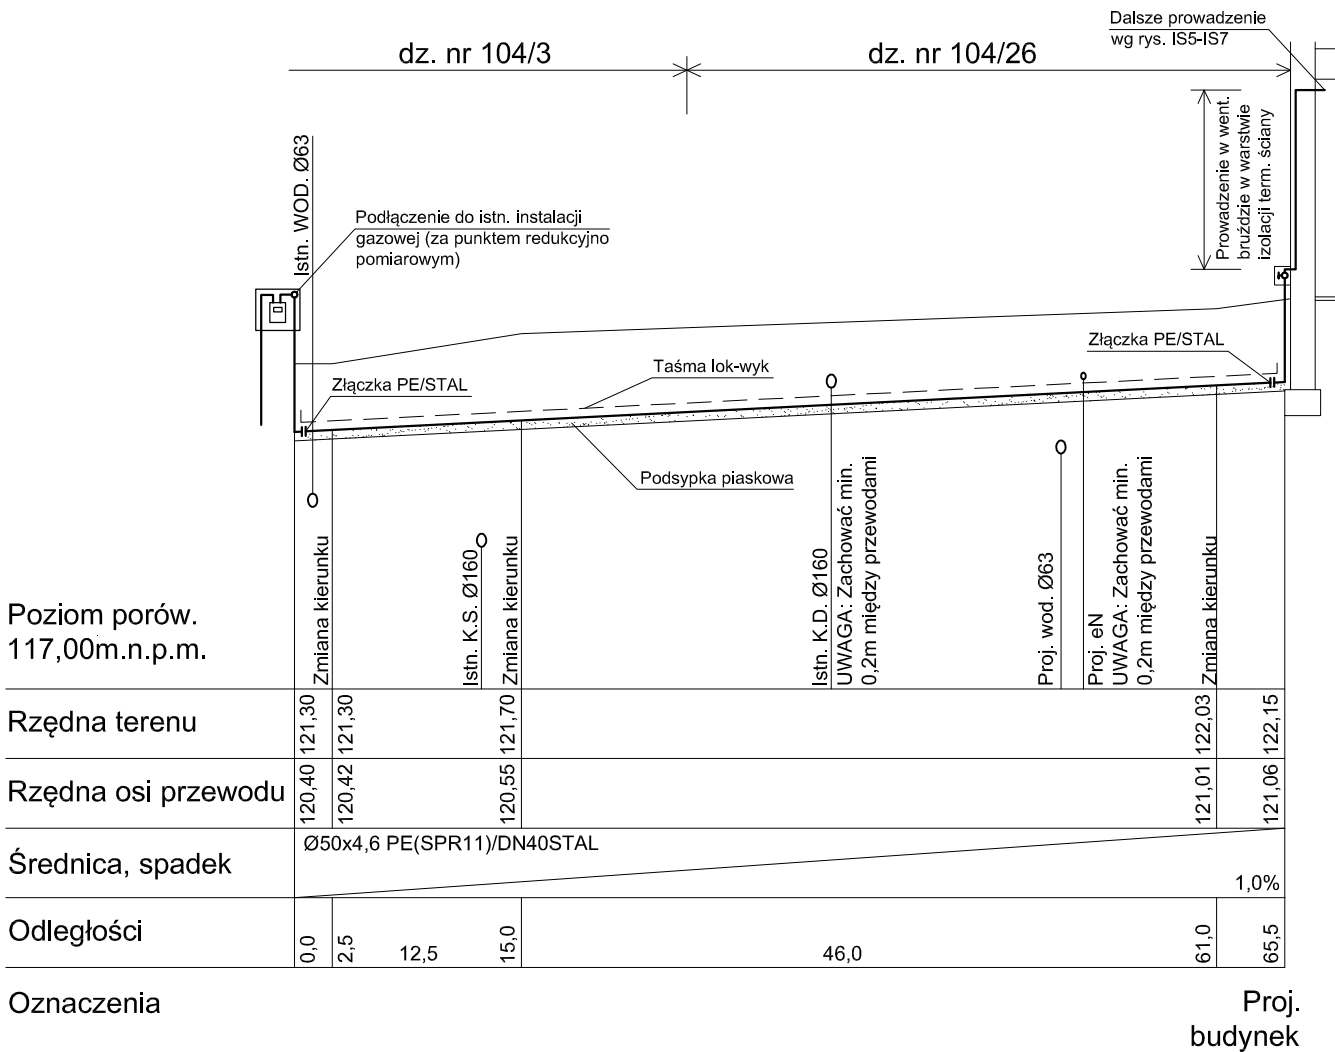 Dalsze prowadzenie
wg rys. IS5-IS7
dz. nr 104/3
dz. nr 104/26
Prowadzenie w went.
bruździe w warstwie
izolacji term. ściany
Istn. WOD. Ø63
Podłączenie do istn. instalacji
gazowej (za punktem redukcyjno
pomiarowym)
Złączka PE/STAL
Taśma lok-wyk
Złączka PE/STAL
Podsypka piaskowa
Zmiana kierunku
Istn. K.S. Ø160
Zmiana kierunku
Istn. K.D. Ø160
UWAGA: Zachować min.
0,2m między przewodami
Proj. wod. Ø63
Proj. eN
UWAGA: Zachować min.
0,2m między przewodami
Zmiana kierunku
Poziom porów.
117,00m.n.p.m.
Rzędna terenu
121,30
121,30
121,70
122,03
122,15
Rzędna osi przewodu
120,40
120,42
120,55
121,01
121,06
Średnica, spadek
Ø50x4,6 PE(SPR11)/DN40STAL
1,0%
Odległości
0,0
2,5
12,5
15,0
46,0
61,0
65,5
Oznaczenia
Proj.
budynek